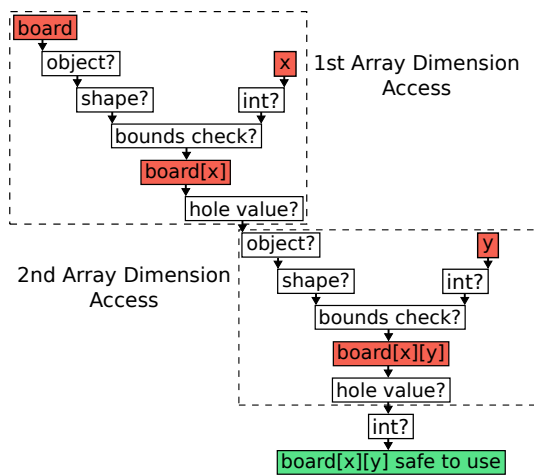 board
object?
x
1st Array Dimension
Access
shape?
int?
bounds check?
board[x]
hole value?
object?
y
2nd Array Dimension
Access
shape?
int?
bounds check?
board[x][y]
hole value?
int?
board[x][y] safe to use